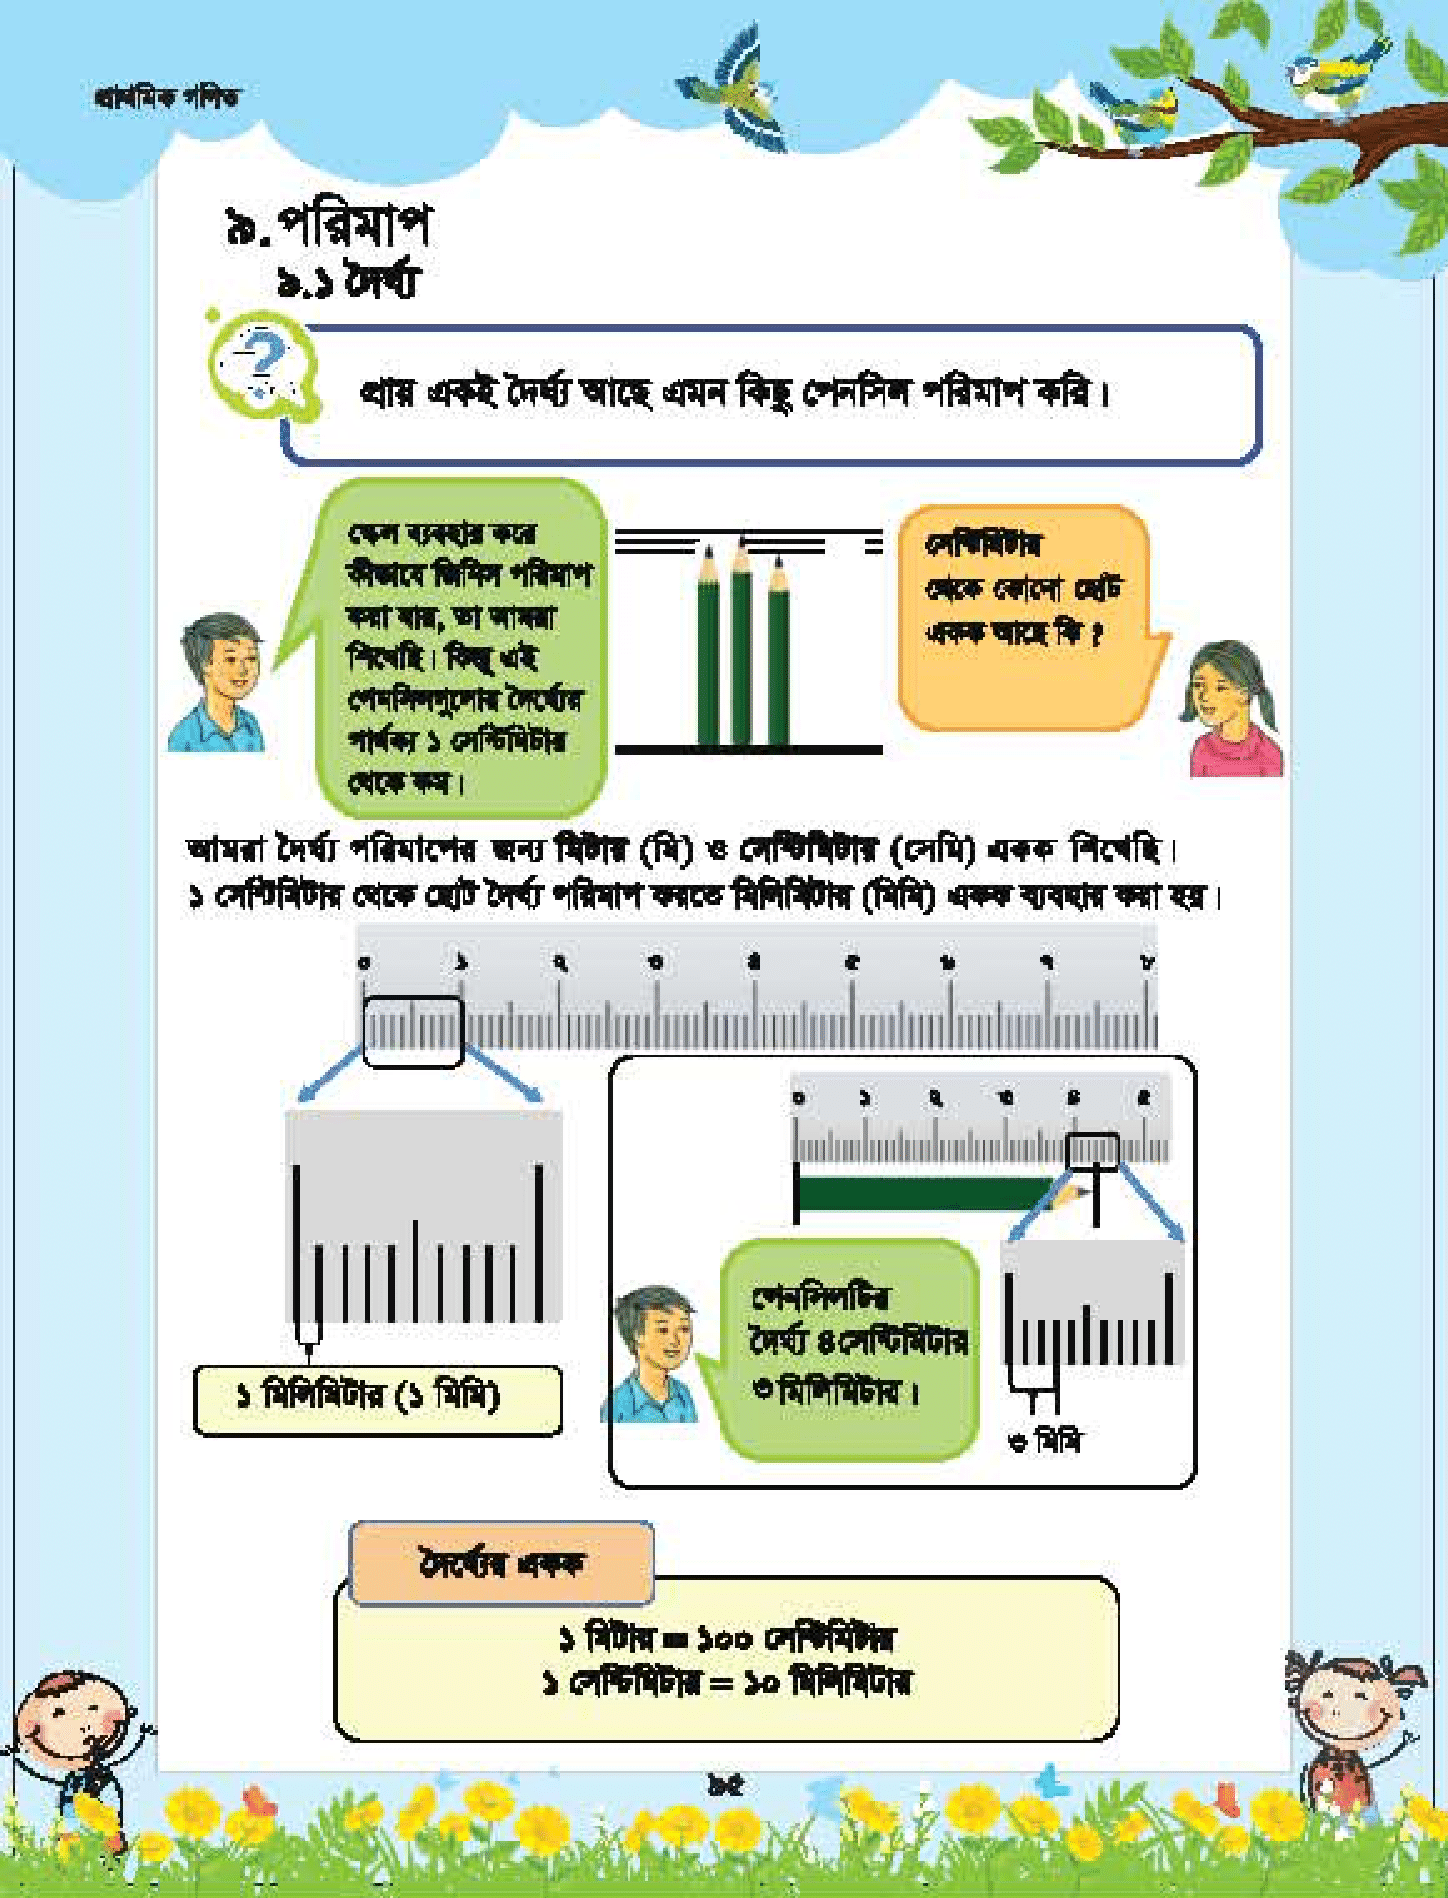 প্রাথমিক গণিত
৯. পরিমাপ
৯.১ দৈর্ঘ্য
?
প্রায় একই দৈর্ঘ্য আছে এমন কিছু পেনসিল পরিমাপ করি।
স্কেল ব্যবহার করে
কীভাবে জিনিস পরিমাপ
করা যায়, তা আমরা
শিখেছি। কিন্তু এই
পেনসিলগুলোর দৈর্ঘ্যের
পার্থক্য ১ সেন্টিমিটার
থেকে কম।
সেন্টিমিটার
থেকে কোনো ছোট
একক আছে কি ?
আমরা দৈর্ঘ্য পরিমাপের জন্য মিটার (মি) ও সেন্টিমিটার (সেমি) একক শিখেছি।
১ সেন্টিমিটার থেকে ছোট দৈর্ঘ্য পরিমাপ করতে মিলিমিটার (মিমি) একক ব্যবহার করা হয়।
০ ১ ২ ৩ ৪ ৫ ৬ ৭ ৮
০ ১ ২ ৩ ৪ ৫
পেনসিলটির
দৈর্ঘ্য ৪সেন্টিমিটার
৩ মিলিমিটার।
১ মিলিমিটার (১ মিমি)
৩ মিমি
দৈর্ঘ্যের একক
১ মিটার = ১০০ সেন্টিমিটার
১ সেন্টিমিটার = ১০ মিলিমিটার
৯৫